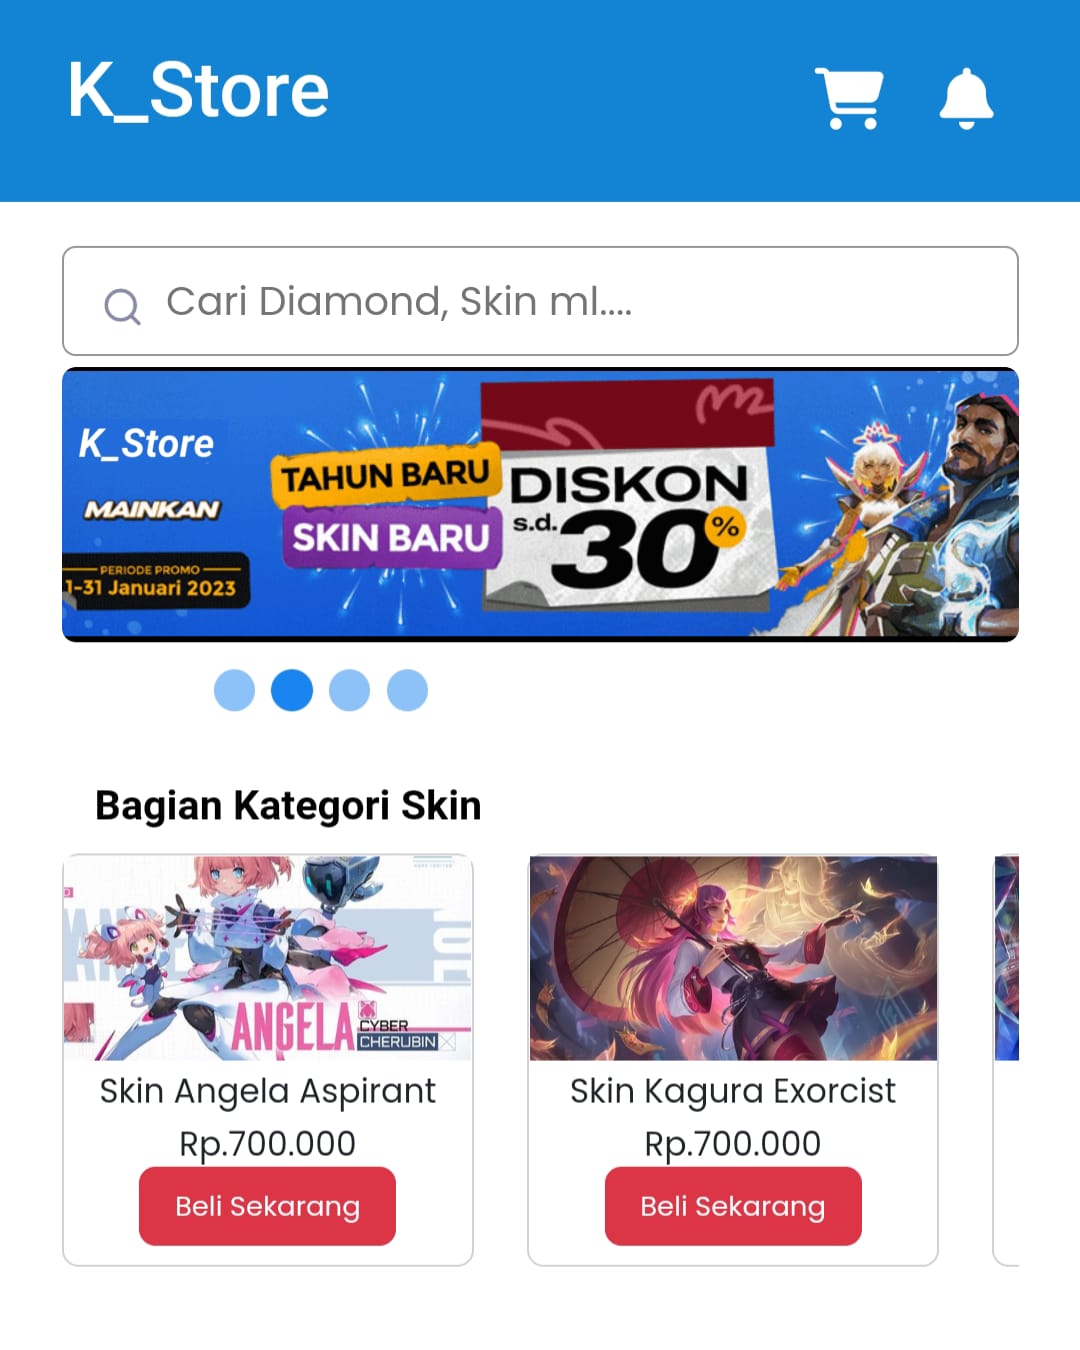 K_Store
Cari Diamond, Skin ml....
K_Store
MAINKAN
PERIODE PROMO
1-31 Januari 2023
TAHUN BARU
SKIN BARU
DISKON
s.d. 30%
Bagian Kategori Skin
ANGELA
CYBER
CHERUBIN
Skin Angela Aspirant
Rp.700.000
Beli Sekarang
Skin Kagura Exorcist
Rp.700.000
Beli Sekarang